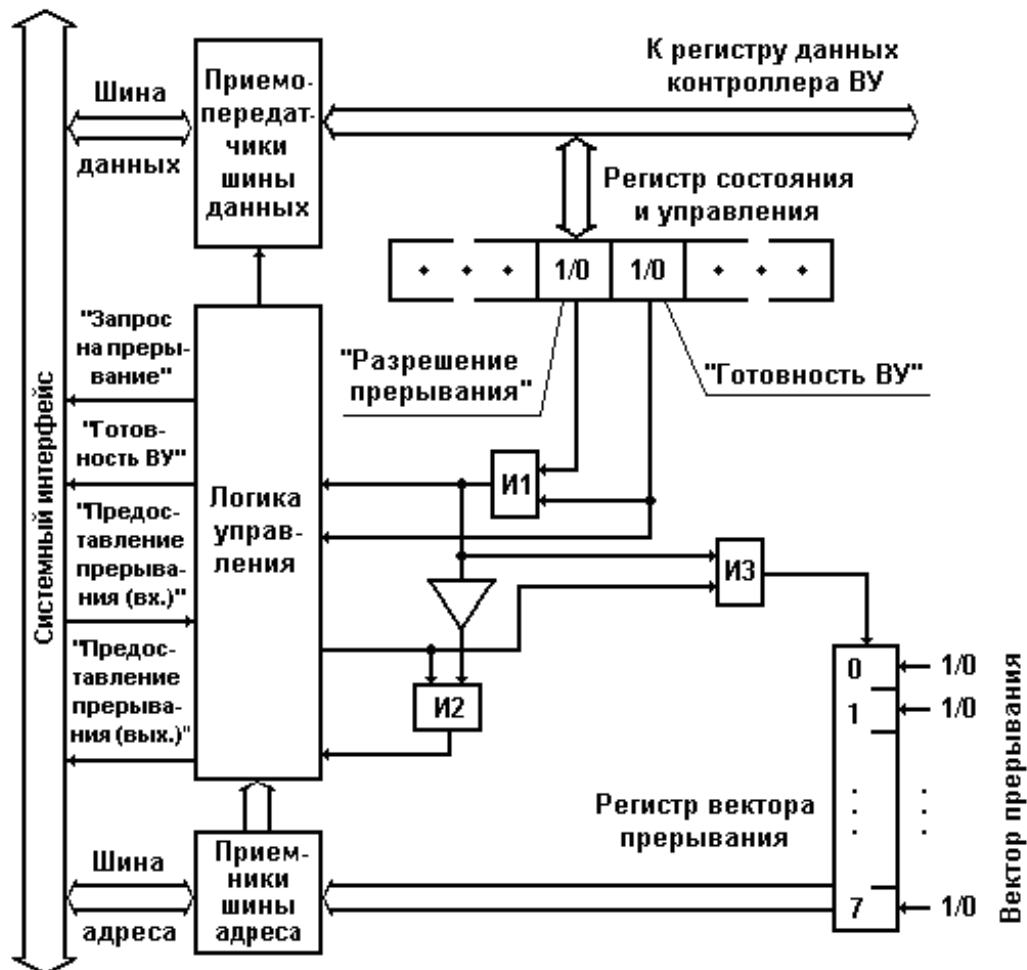 К регистру данных
контроллера ВУ
Шина
данных
Приемо-
передат-
чики
шины
данных
Регистр состояния
и управления
1/0
1/0
"Разрешение
прерывания"
"Готовность ВУ"
"Запрос
на преры-
вание"
"Готов-
ность ВУ"
"Предос-
тавление
прерыва-
ния (вх.)"
"Предос-
тавление
прерыва-
ния (вых.)"
Системный интерфейс
Логика
управ-
ления
И1
И3
И2
0
1
7
1/0
1/0
1/0
Вектор прерывания
Регистр вектора
прерывания
Шина
адреса
Прием-
ники
шины
адреса